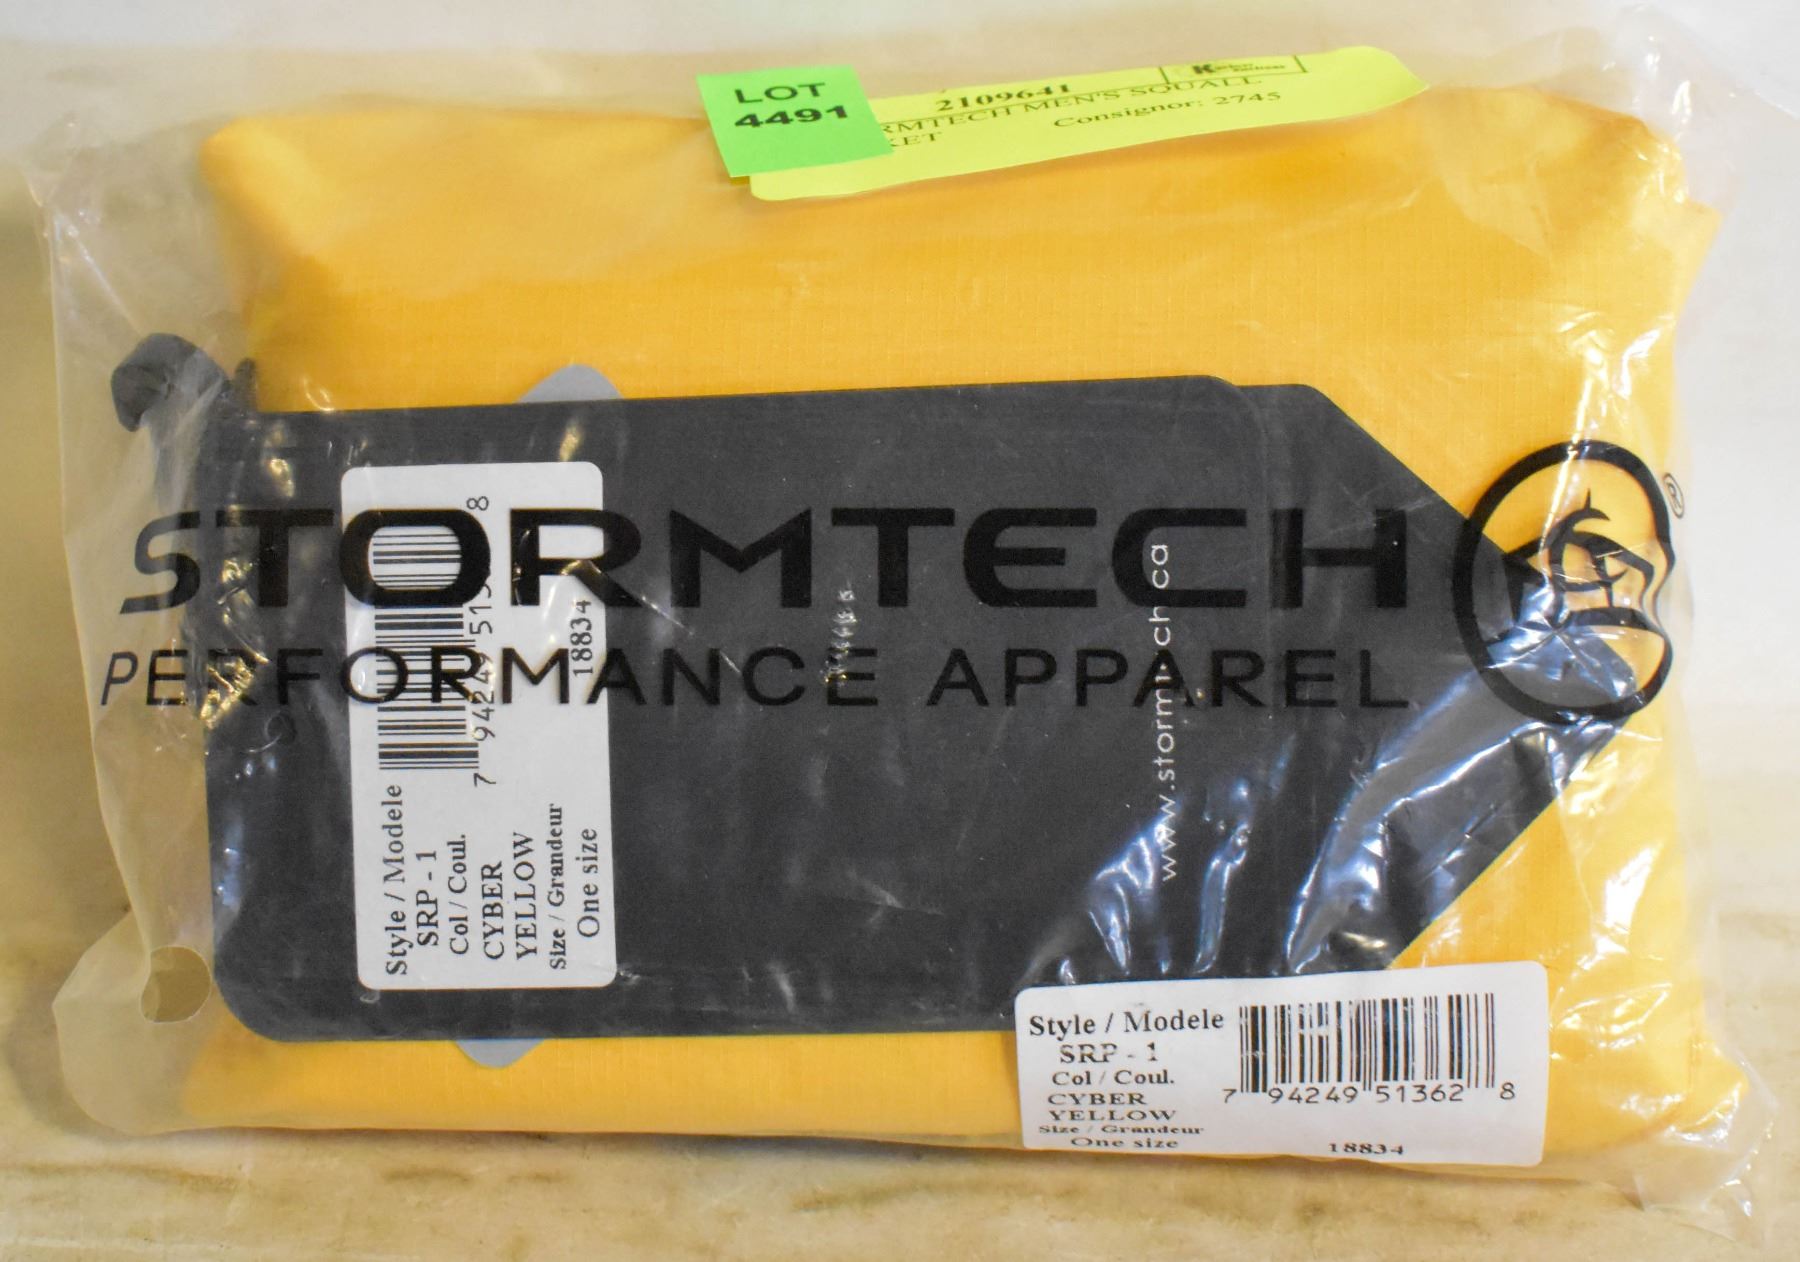 LOT
4491
2109641
MEN'S SQUALL
Consignor: 2745
STORMTECH
®
PERFORMANCE APPAREL
www.stormtech.ca
Style / Modele
SRP - 1
Col / Coul.
CYBER
YELLOW
Size / Grandeur
One size
18834
Style / Modele
SRP - 1
Col / Coul.
CYBER
YELLOW
Size / Grandeur
One size
7 94249 51362 8
18834